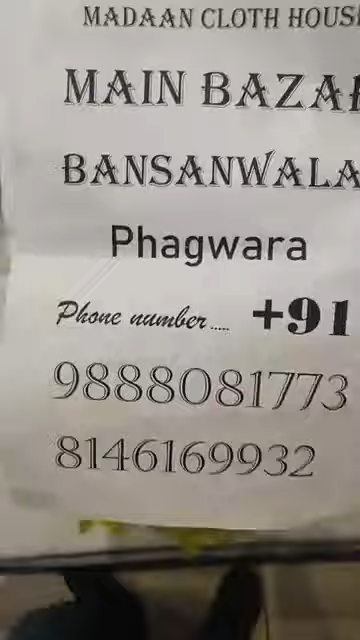 MADAAN CLOTH HOUS
MAIN BAZA
BANSANWALA
Phagwara
Phone number..... +91
9888081773
8146169932